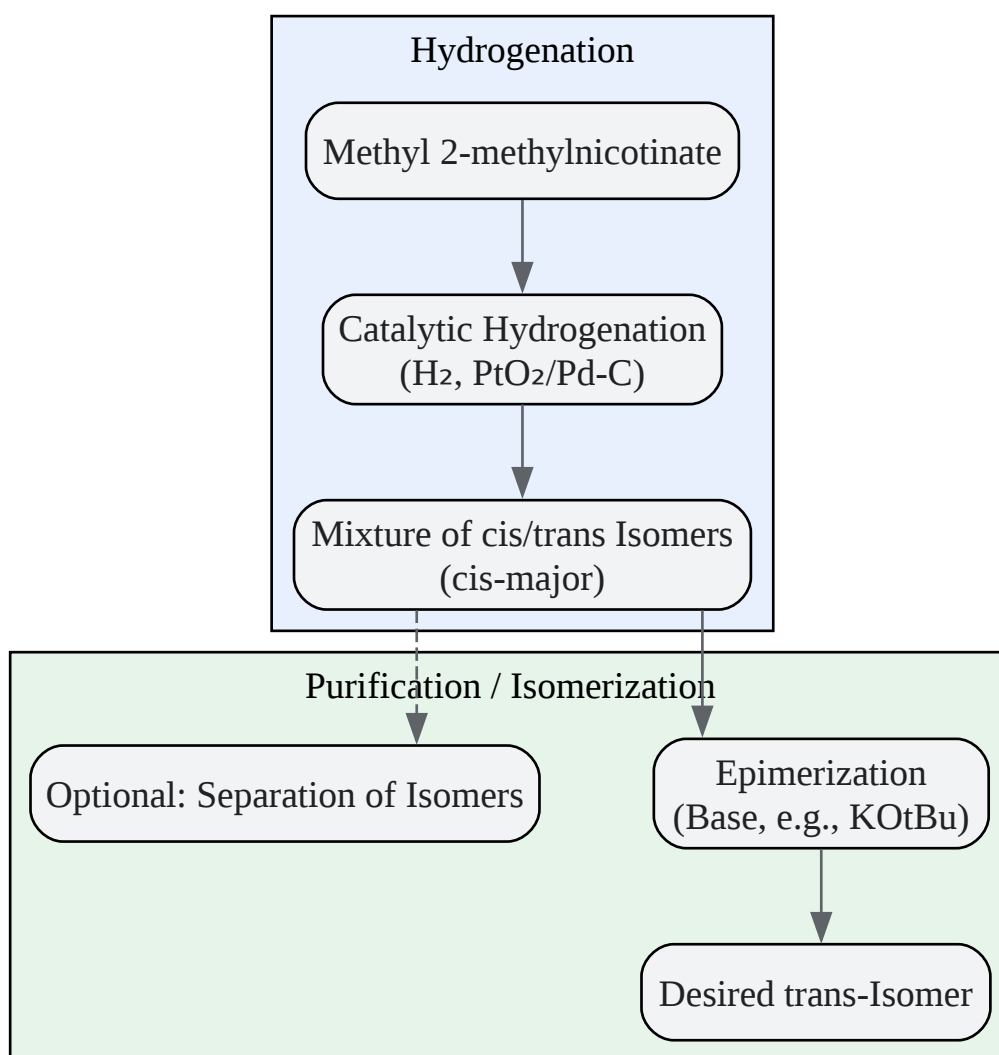 Hydrogenation
Methyl 2-methylnicotinate
Catalytic Hydrogenation
(H₂, PtO₂/Pd-C)
Mixture of cis/trans Isomers
(cis-major)
Purification / Isomerization
Optional: Separation of Isomers
Epimerization
(Base, e.g., KOtBu)
Desired trans-Isomer